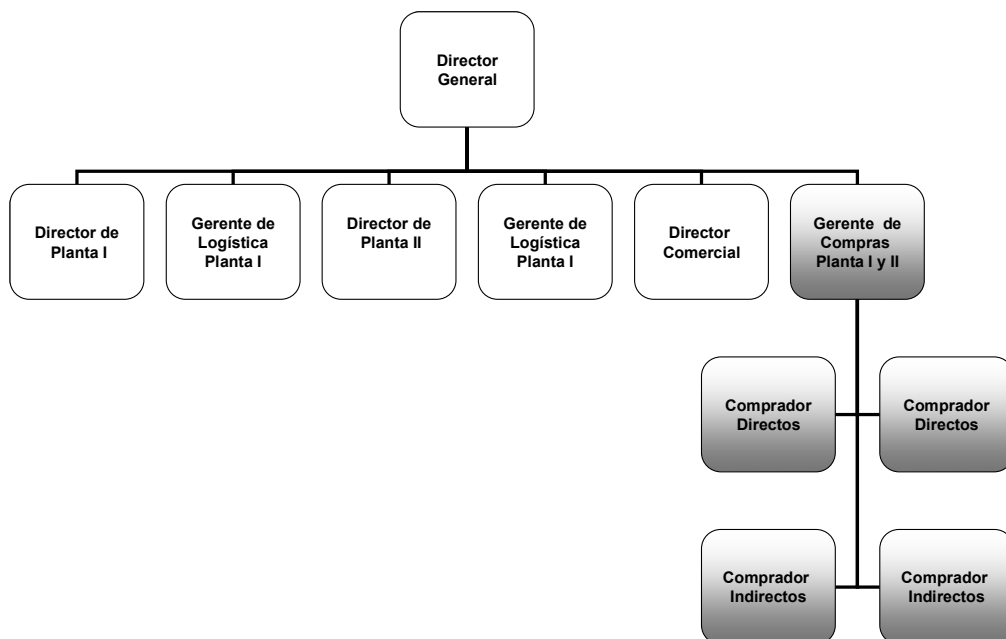 Director
General
Director de
Planta I
Gerente de
Logística
Planta I
Director de
Planta II
Gerente de
Logística
Planta I
Director
Comercial
Gerente de
Compras
Planta I y II
Comprador
Directos
Comprador
Directos
Comprador
Indirectos
Comprador
Indirectos